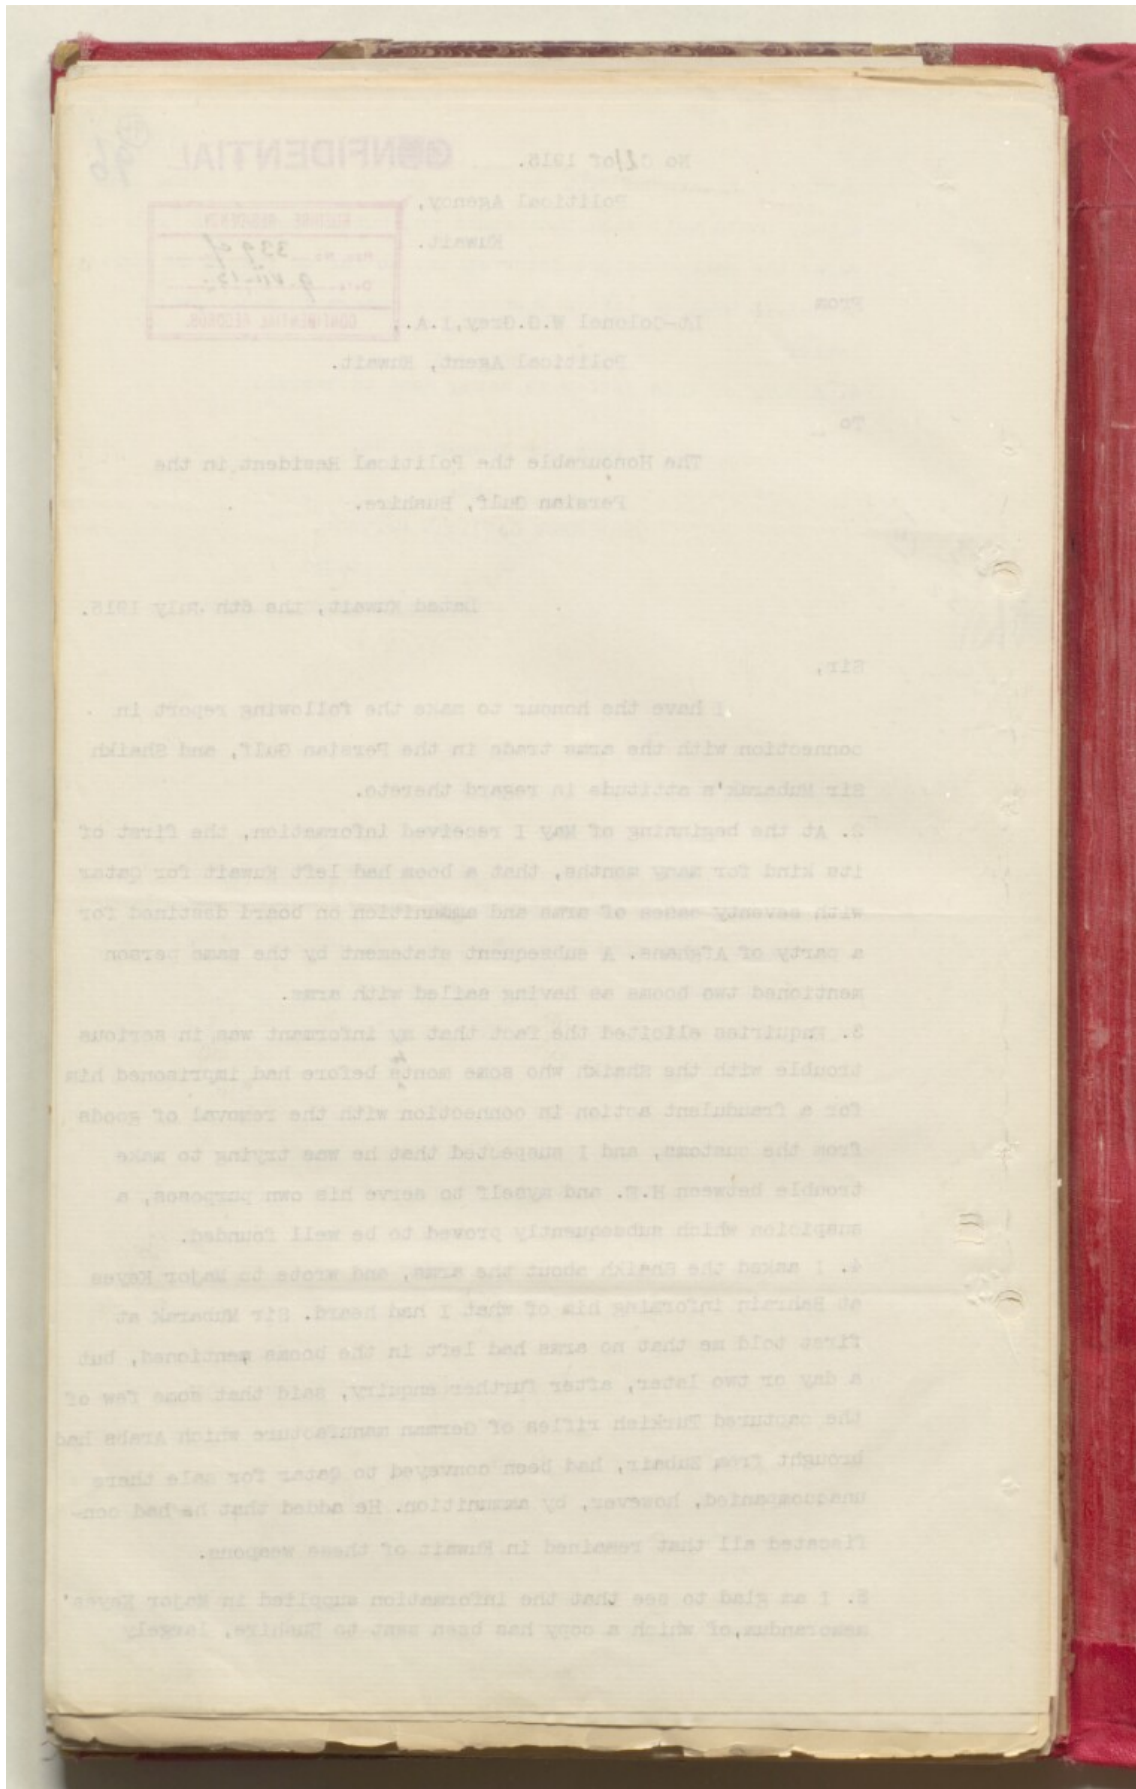 CONFIDENTIAL
No C 21 of 1915.
Political Agency,
Kuwait.
Reg. No. 339
Date 9-VII-15
CONFIDENTIAL RECORDS
From
Lt-Colonel W.G.Grey, I.A.,
Political Agent, Kuwait.
To
The Honourable the Political Resident in the
Persian Gulf, Bushire.
Dated Kuwait, the 6th July 1915.
Sir,
I have the honour to make the following report in
connection with the arms trade in the Persian Gulf, and Shaikh
Sir Mubarak's attitude in regard thereto.
2. At the beginning of May I received information, the first of
its kind for many months, that a boom had left Kuwait for Qatar
with seventy cases of arms and ammunition on board destined for
a party of Afghans. A subsequent statement by the same person
mentioned two booms as having sailed with arms.
3. Enquiries elicited the fact that my informant was in serious
trouble with the Shaikh who some months before had imprisoned him
for a fraudulent action in connection with the removal of goods
from the customs, and I suspected that he was trying to make
trouble between H.E. and myself to serve his own purposes, a
suspicion which subsequently proved to be well founded.
4. I asked the Shaikh about the arms, and wrote to Major Keyes
at Bahrain informing him of what I had heard. Sir Mubarak at
first told me that no arms had left in the booms mentioned, but
a day or two later, after further enquiry, said that some few of
the captured Turkish rifles of German manufacture which Arabs had
brought from Zubair, had been conveyed to Qatar for sale there
unaccompanied, however, by ammunition. He added that he had con-
fiscated all that remained in Kuwait of these weapons.
5. I am glad to see that the information supplied in Major Keyes'
memorandum, of which a copy has been sent to Bushire, largely